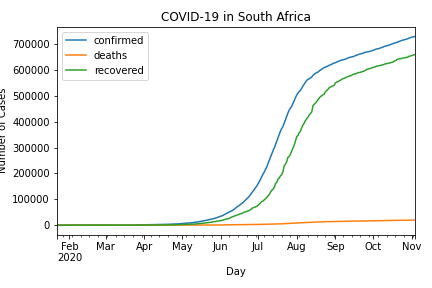 COVID-19 in South Africa
confirmed
deaths
recovered
700000
600000
500000
400000
300000
200000
100000
0
Number of Cases
Feb Mar Apr May Jun Jul Aug Sep Oct Nov
2020
Day